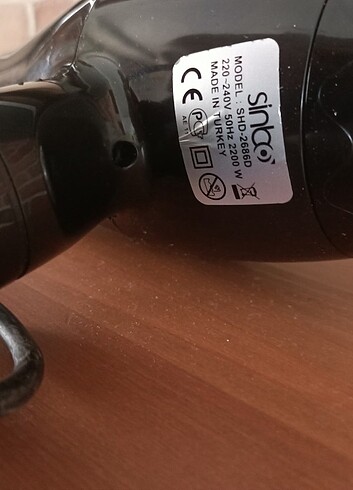 sinbo
MODEL : SHD-2686D
220~240V 50Hz 2200 W
MADE IN TURKEY
CE